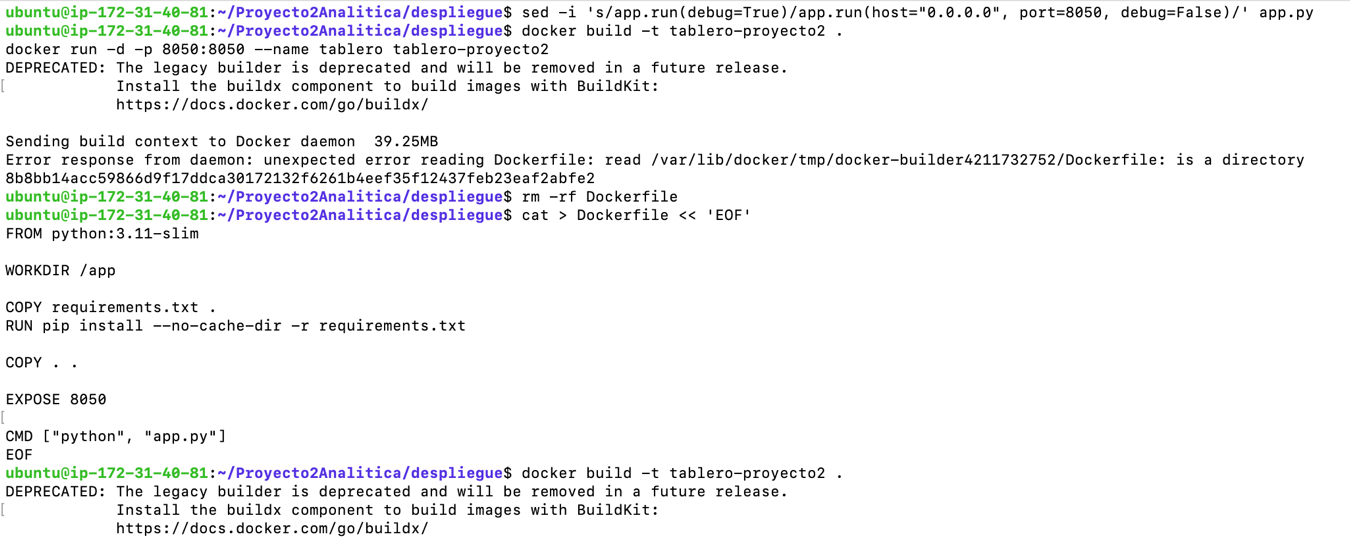 ubuntu@ip-172-31-40-81:~/Proyecto2Analitica/despliegue$ sed -i 's/app.run(debug=True)/app.run(host="0.0.0.0", port=8050, debug=False)/' app.py
ubuntu@ip-172-31-40-81:~/Proyecto2Analitica/despliegue$ docker build -t tablero-proyecto2 .
docker run -d -p 8050:8050 --name tablero tablero-proyecto2
DEPRECATED: The legacy builder is deprecated and will be removed in a future release.
[           Install the buildx component to build images with BuildKit:
            https://docs.docker.com/go/buildx/

Sending build context to Docker daemon  39.25MB
Error response from daemon: unexpected error reading Dockerfile: read /var/lib/docker/tmp/docker-builder4211732752/Dockerfile: is a directory
8b8bb14acc59866d9f17ddca30172132f6261b4eef35f12437feb23eaf2abfe2
ubuntu@ip-172-31-40-81:~/Proyecto2Analitica/despliegue$ rm -rf Dockerfile
ubuntu@ip-172-31-40-81:~/Proyecto2Analitica/despliegue$ cat > Dockerfile << 'EOF'
FROM python:3.11-slim

WORKDIR /app

COPY requirements.txt .
RUN pip install --no-cache-dir -r requirements.txt

COPY . .

EXPOSE 8050
[
CMD ["python", "app.py"]
EOF
ubuntu@ip-172-31-40-81:~/Proyecto2Analitica/despliegue$ docker build -t tablero-proyecto2 .
DEPRECATED: The legacy builder is deprecated and will be removed in a future release.
[           Install the buildx component to build images with BuildKit:
            https://docs.docker.com/go/buildx/